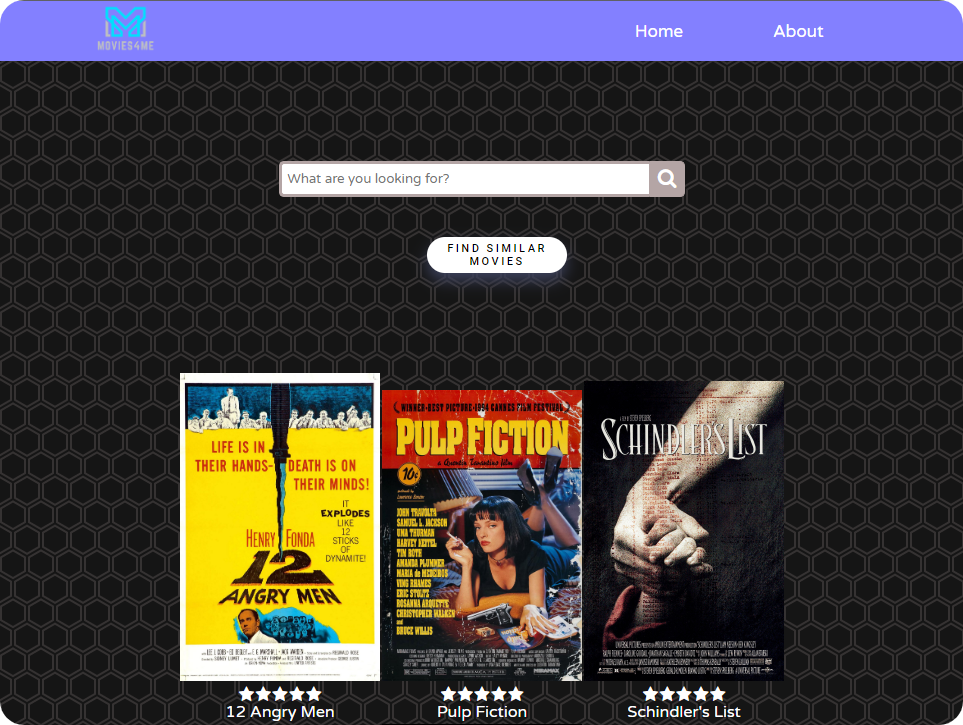 MOVIES4ME
Home
About
What are you looking for?
FIND SIMILAR
MOVIES
LIFE IS IN
THEIR HANDS- DEATH IS ON
THEIR MINDS!
IT
EXPLODES
LIKE
12
STICKS
OF
DYNAMITE!
HENRY FONDA
12
ANGRY MEN
WINNER-BEST PICTURE-1994 CANNES FILM FESTIVAL
PULP FICTION
a Quentin Tarantino film
10¢
JOHN TRAVOLTA
SAMUEL L. JACKSON
UMA THURMAN
HARVEY KEITEL
TIM ROTH
AMANDA PLUMMER
MARIA de MEDEIROS
VING RHAMES
ERIC STOLTZ
ROSANNA ARQUETTE
CHRISTOPHER WALKEN
and
BRUCE WILLIS
MIRAMAX
SCHINDLER'S LIST
12 Angry Men
Pulp Fiction
Schindler's List